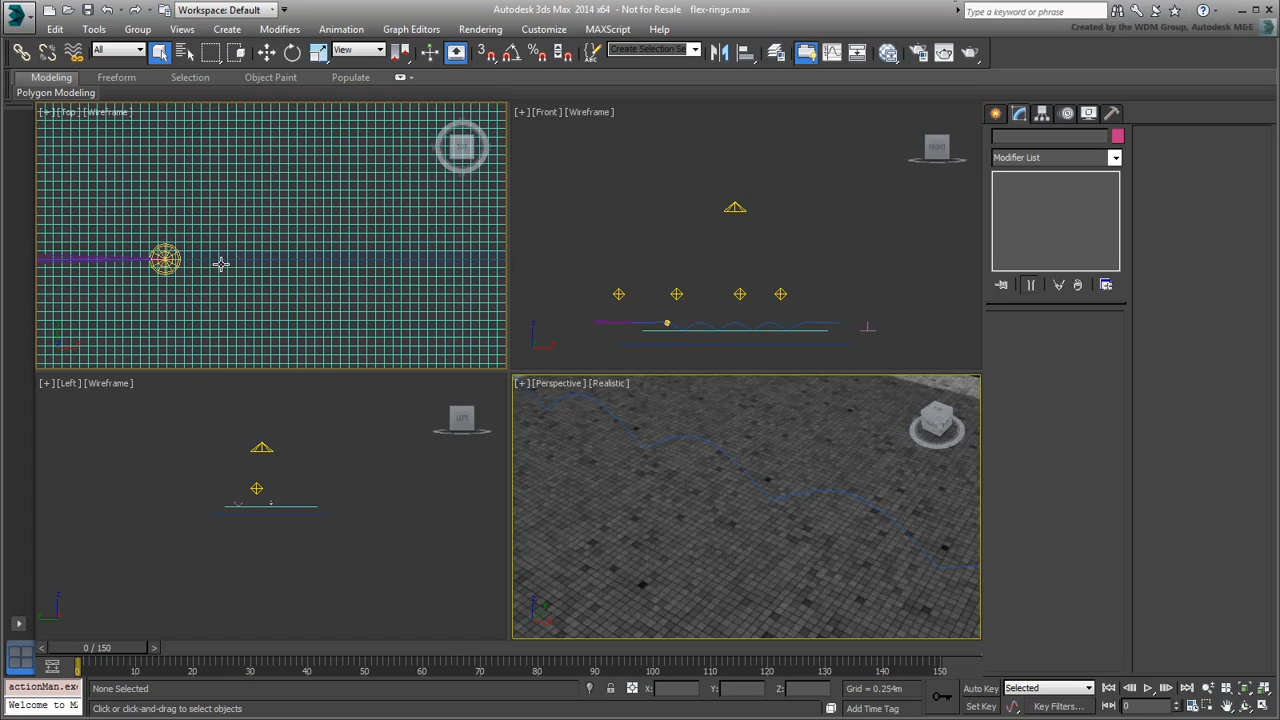 Workspace: Default
Autodesk 3ds Max 2014 x64 - Not for Resale flex-rings.max
Type a keyword or phrase
Edit Tools Group Views Create Modifiers Animation Graph Editors Rendering Customize MAXScript Help
Created by the WDM Group, Autodesk M&E
All
View
Create Selection Se
Modeling Freeform Selection Object Paint Populate
Polygon Modeling
[+] [Top] [Wireframe]
TOP
[+] [Front] [Wireframe]
FRONT
Modifier List
[+] [Left] [Wireframe]
LEFT
[+] [Perspective] [Realistic]
0 / 150
0 10 20 30 40 50 60 70 80 90 100 110 120 130 140 150
actionMan.exe
None Selected
X: Y: Z:
Grid = 0.254m
Auto Key
Selected
Welcome to M
Click or click-and-drag to select objects
Add Time Tag
Set Key
Key Filters...
0